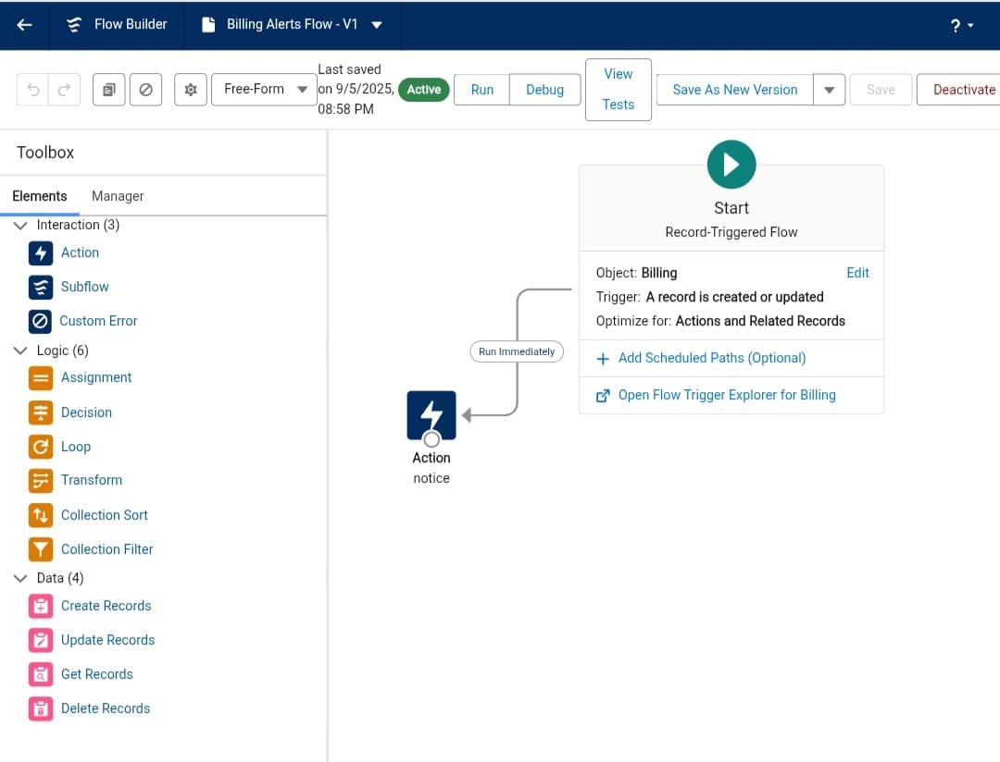 Flow Builder
Billing Alerts Flow - V1
?
Free-Form
Last saved
on 9/5/2025,
08:58 PM
Active
Run
Debug
View
Tests
Save As New Version
Save
Deactivate
Toolbox
Elements
Manager
Interaction (3)
Action
Subflow
Custom Error
Logic (6)
Assignment
Decision
Loop
Transform
Collection Sort
Collection Filter
Data (4)
Create Records
Update Records
Get Records
Delete Records
Start
Record-Triggered Flow
Object: Billing
Edit
Trigger: A record is created or updated
Optimize for: Actions and Related Records
Add Scheduled Paths (Optional)
Open Flow Trigger Explorer for Billing
Run Immediately
Action
notice